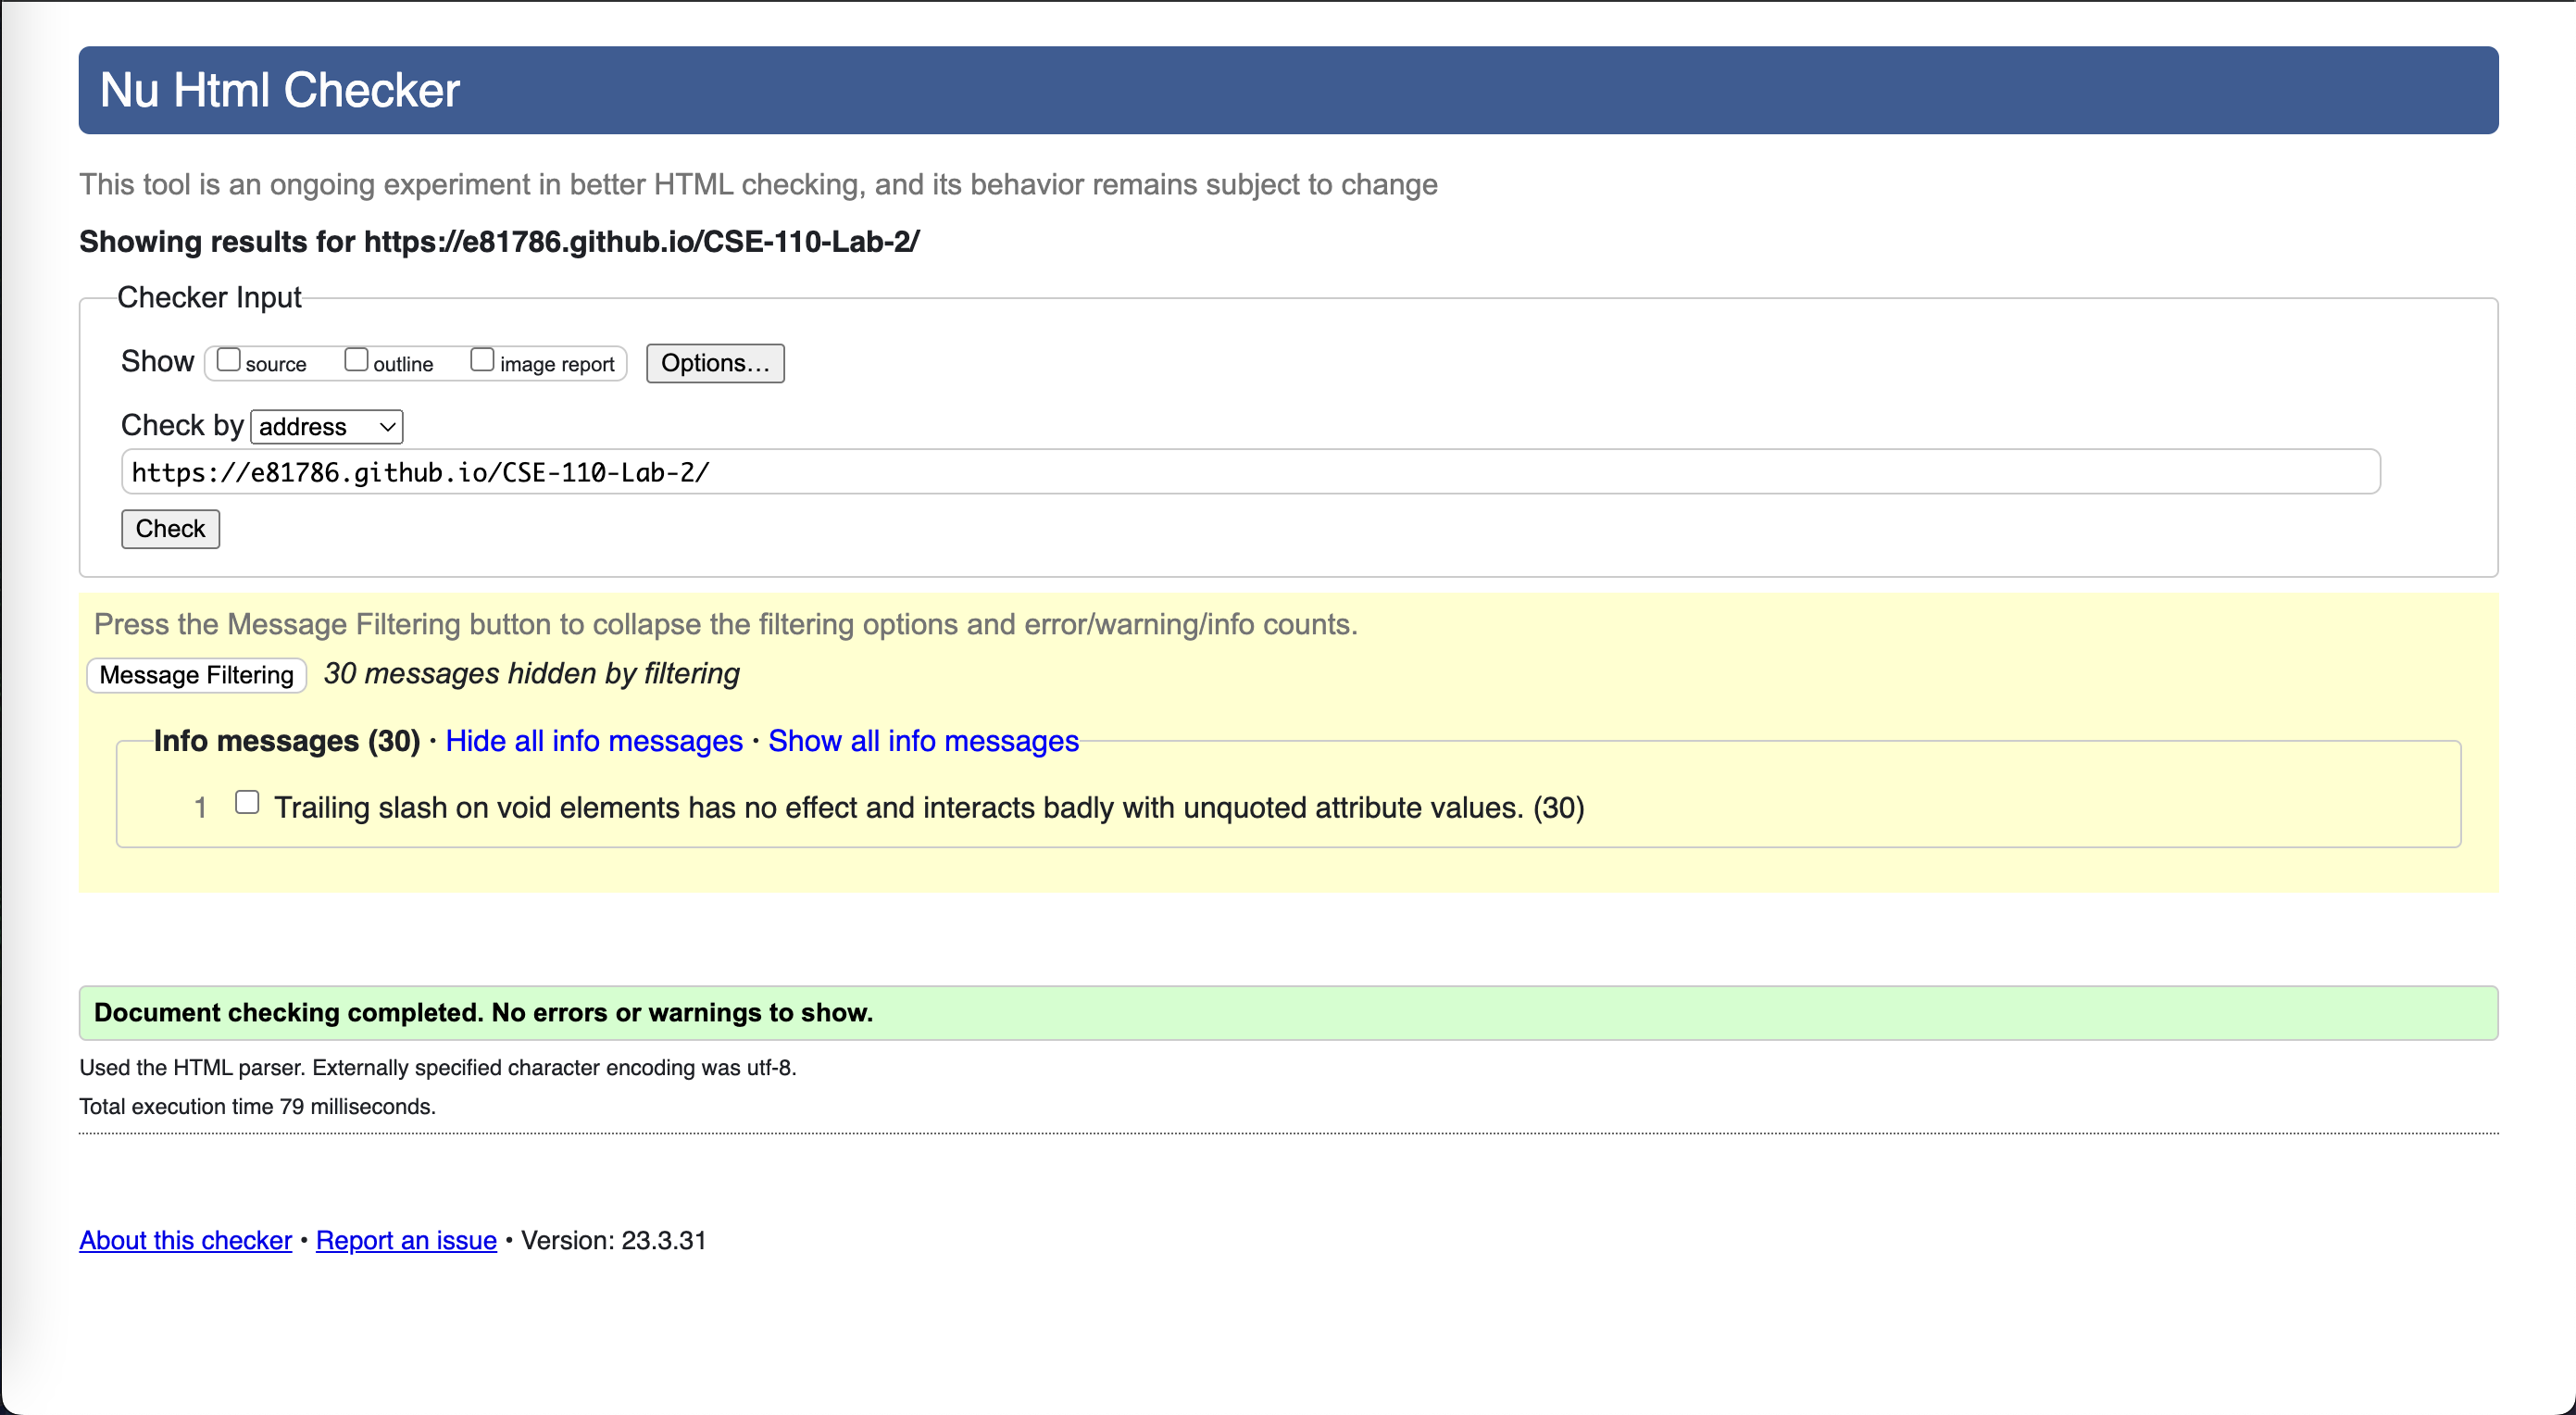 Nu Html Checker
This tool is an ongoing experiment in better HTML checking, and its behavior remains subject to change
Showing results for https://e81786.github.io/CSE-110-Lab-2/
Checker Input
Show source outline image report Options...
Check by address
https://e81786.github.io/CSE-110-Lab-2/
Check
Press the Message Filtering button to collapse the filtering options and error/warning/info counts.
Message Filtering 30 messages hidden by filtering
Info messages (30) · Hide all info messages · Show all info messages
1 Trailing slash on void elements has no effect and interacts badly with unquoted attribute values. (30)
Document checking completed. No errors or warnings to show.
Used the HTML parser. Externally specified character encoding was utf-8.
Total execution time 79 milliseconds.
About this checker • Report an issue • Version: 23.3.31